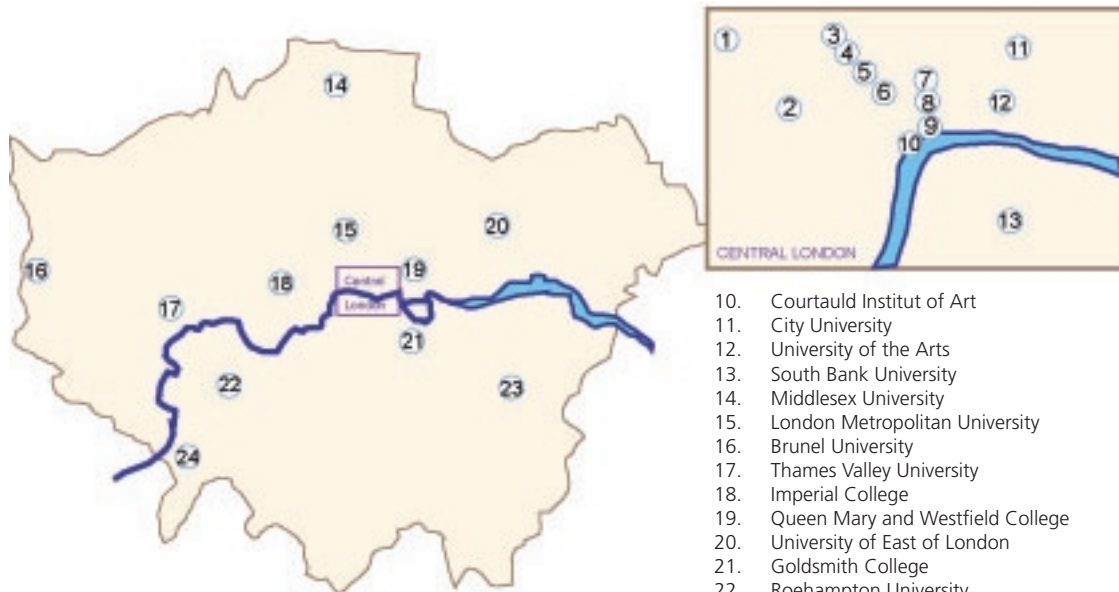 14
15
20
16
18
19
Central
London
17
21
22
23
24
1
3
4
11
5
6
7
2
8
12
9
10
13
CENTRAL LONDON
10. Courtauld Institut of Art
11. City University
12. University of the Arts
13. South Bank University
14. Middlesex University
15. London Metropolitan University
16. Brunel University
17. Thames Valley University
18. Imperial College
19. Queen Mary and Westfield College
20. University of East of London
21. Goldsmith College
22. Roehampton University